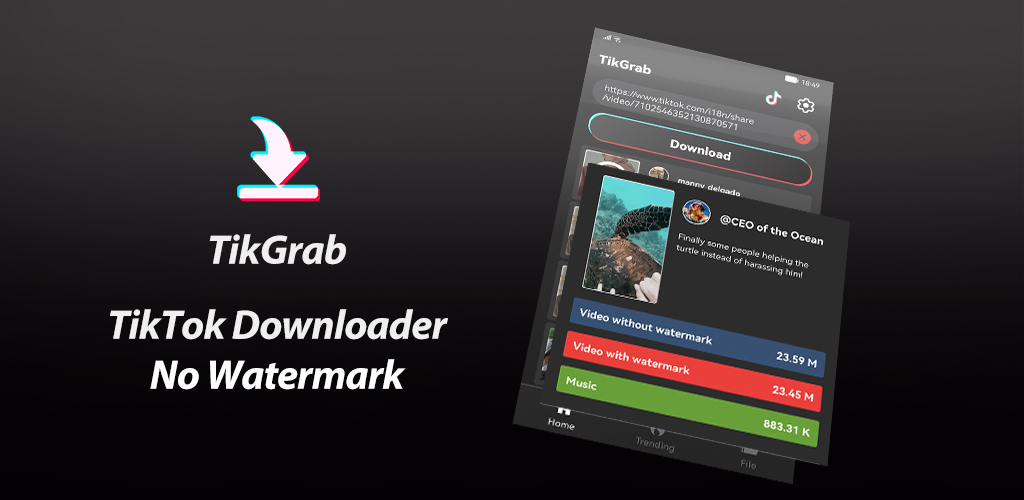 TikGrab
TikTok Downloader
No Watermark
18:49
TikGrab
https://www.tiktok.com/i18n/share
/video/7102546352130870571
Download
manny delgado
@CEO of the Ocean
Finally some people helping the
turtle instead of harassing him!
Video without watermark 23.59 M
Video with watermark 23.45 M
Music 883.31 K
Home
Trending
File